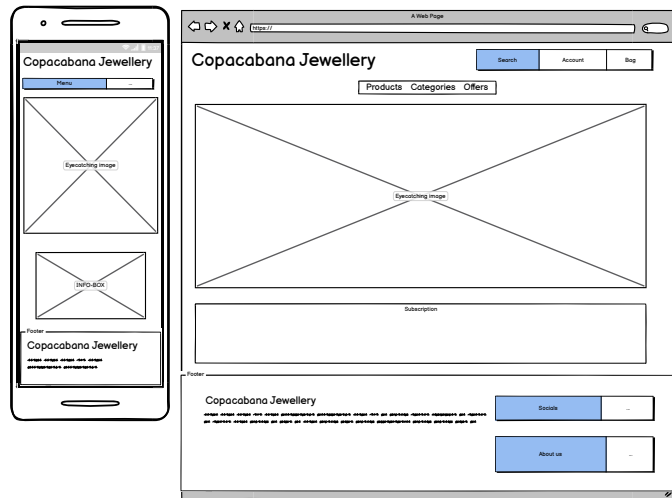 Copacabana Jewellery
Menu
...
Eyecatching image
INFO-BOX
Footer
Copacabana Jewellery
A Web Page
https://
Copacabana Jewellery
Search Account Bag
Products Categories Offers
Eyecatching image
Subscription
Footer
Copacabana Jewellery
Socials
...
About us
...